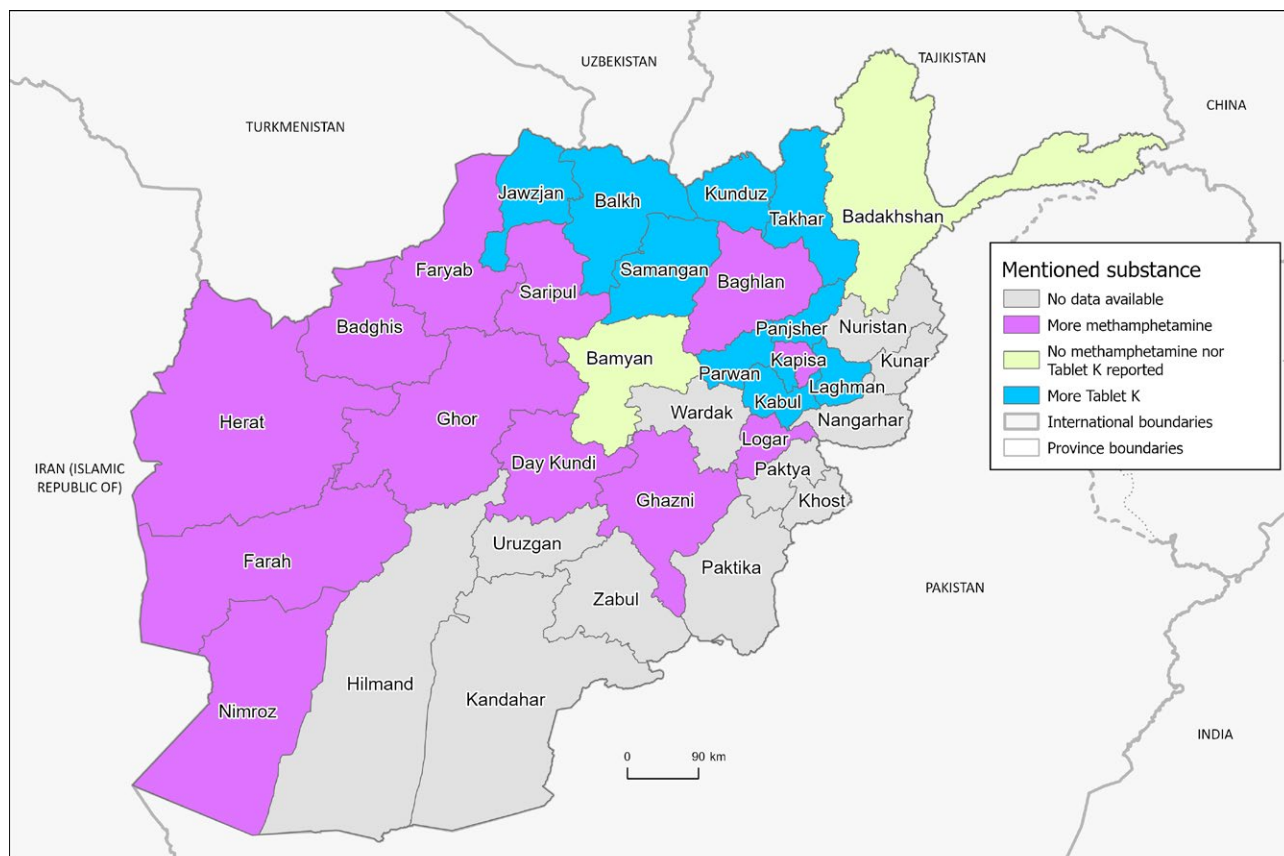 UZBEKISTAN
TAJIKISTAN
CHINA
TURKMENISTAN
Jawzjan
Balkh
Kunduz
Takhar
Badakhshan
Faryab
Saripul
Samangan
Baghlan
Badghis
Panjsher
Nuristan
Bamyan
Parwan
Kapisa
Kunar
Laghman
Kabul
Herat
Ghor
Wardak
Nangarhar
Logar
IRAN (ISLAMIC
REPUBLIC OF)
Day Kundi
Paktya
Ghazni
Khost
Uruzgan
Farah
Paktika
Zabul
PAKISTAN
Hilmand
Kandahar
Nimroz
INDIA
0 90 km
Mentioned substance
No data available
More methamphetamine
No methamphetamine nor
Tablet K reported
More Tablet K
International boundaries
Province boundaries